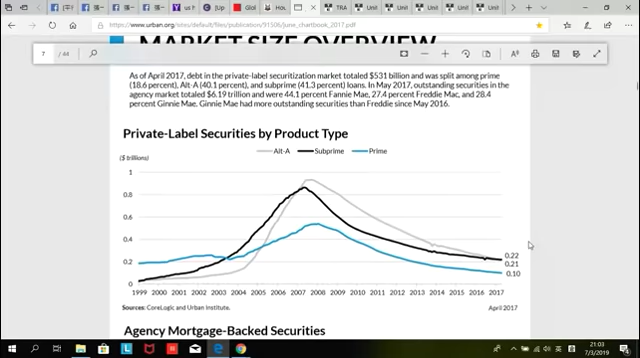 TRA
Unit
Unit
Unit
Unit
Unit
https://www.urban.org/sites/default/files/publication/91506/june_chartbook_2017.pdf
7 / 44
MARKET SIZE OVERVIEW
As of April 2017, debt in the private-label securitization market totaled $531 billion and was split among prime
(18.6 percent), Alt-A (40.1 percent), and subprime (41.3 percent) loans. In May 2017, outstanding securities in the
agency market totaled $6.19 trillion and were 44.1 percent Fannie Mae, 27.4 percent Freddie Mac, and 28.4
percent Ginnie Mae. Ginnie Mae had more outstanding securities than Freddie since May 2016.
Private-Label Securities by Product Type
Alt-A Subprime Prime
($ trillions)
1
0.8
0.6
0.4
0.2
0
0.22
0.21
0.10
1999 2000 2001 2002 2003 2004 2005 2006 2007 2008 2009 2010 2011 2012 2013 2014 2015 2016 2017
Sources: CoreLogic and Urban Institute. April 2017
Agency Mortgage-Backed Securities
21:03
7/3/2019